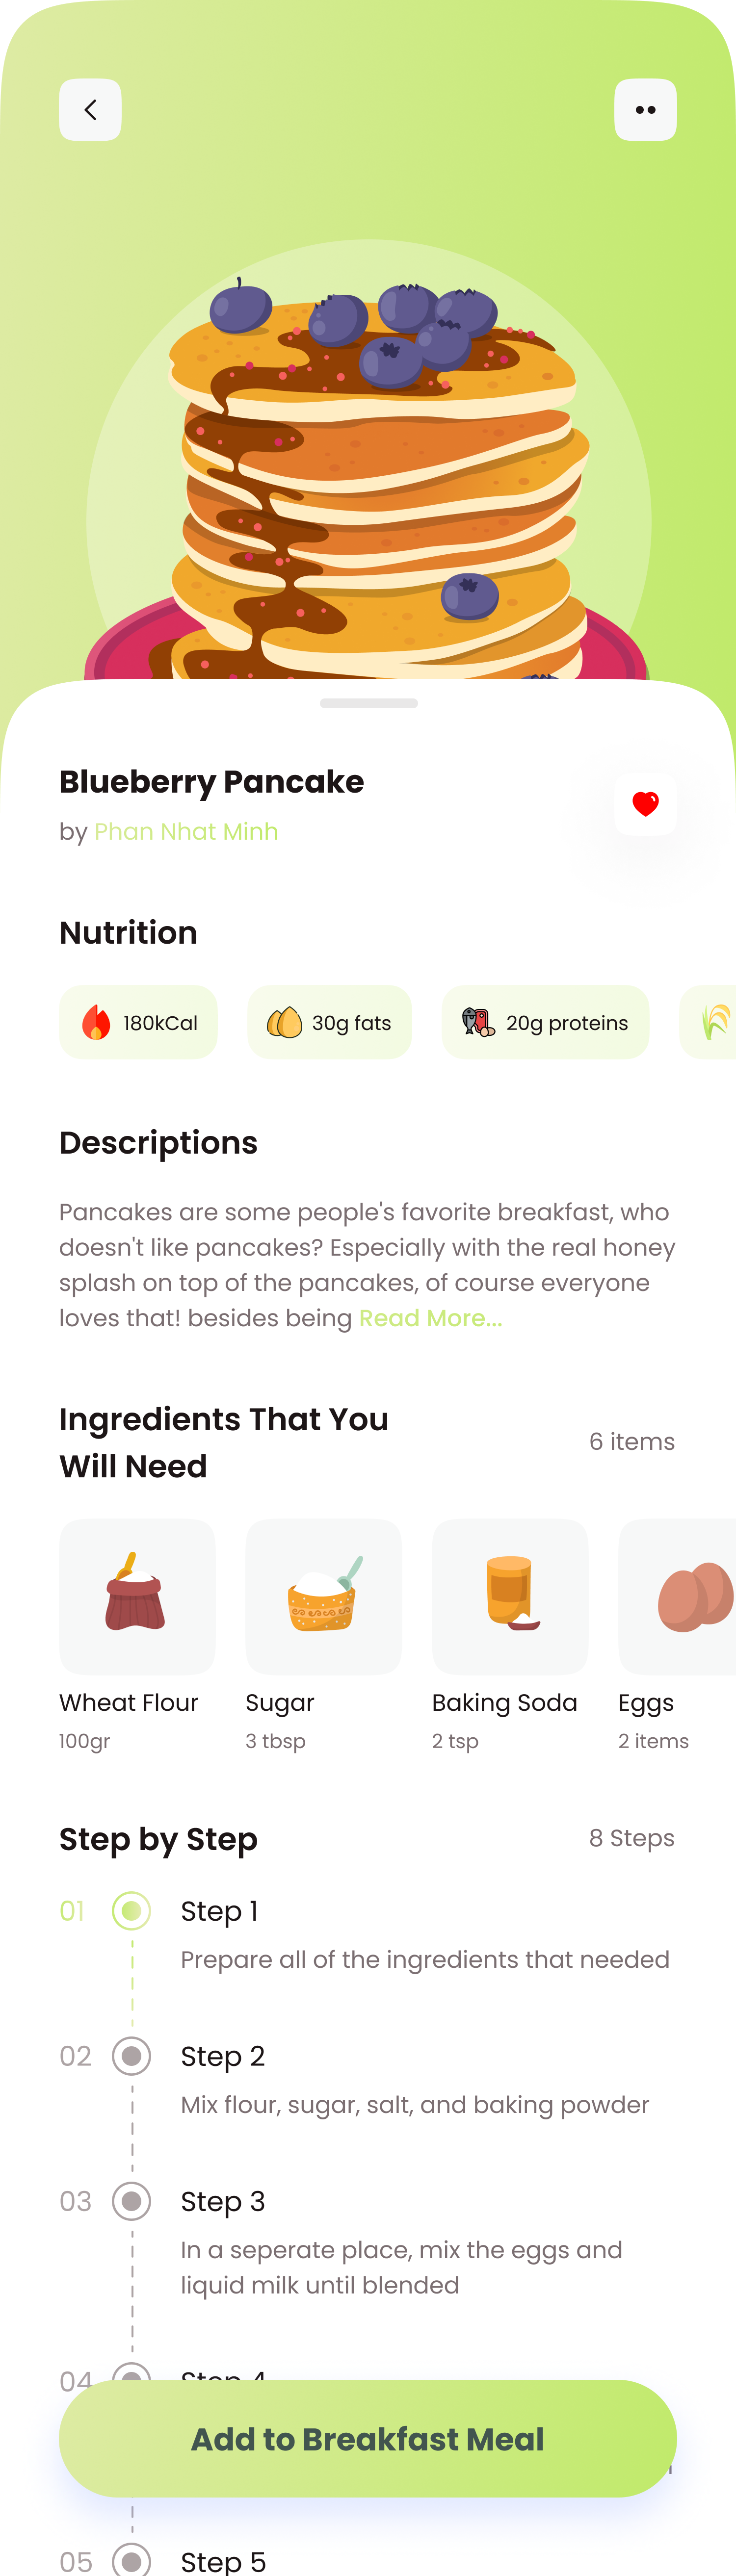 Blueberry Pancake
by Phan Nhat Minh
Nutrition
180kCal
30g fats
20g proteins
Descriptions
Pancakes are some people's favorite breakfast, who
doesn't like pancakes? Especially with the real honey
splash on top of the pancakes, of course everyone
loves that! besides being Read More...
Ingredients That You
Will Need
6 items
Wheat Flour
100gr
Sugar
3 tbsp
Baking Soda
2 tsp
Eggs
2 items
Step by Step
8 Steps
01
Step 1
Prepare all of the ingredients that needed
02
Step 2
Mix flour, sugar, salt, and baking powder
03
Step 3
In a seperate place, mix the eggs and
liquid milk until blended
04
Step 4
Add to Breakfast Meal
05
Step 5